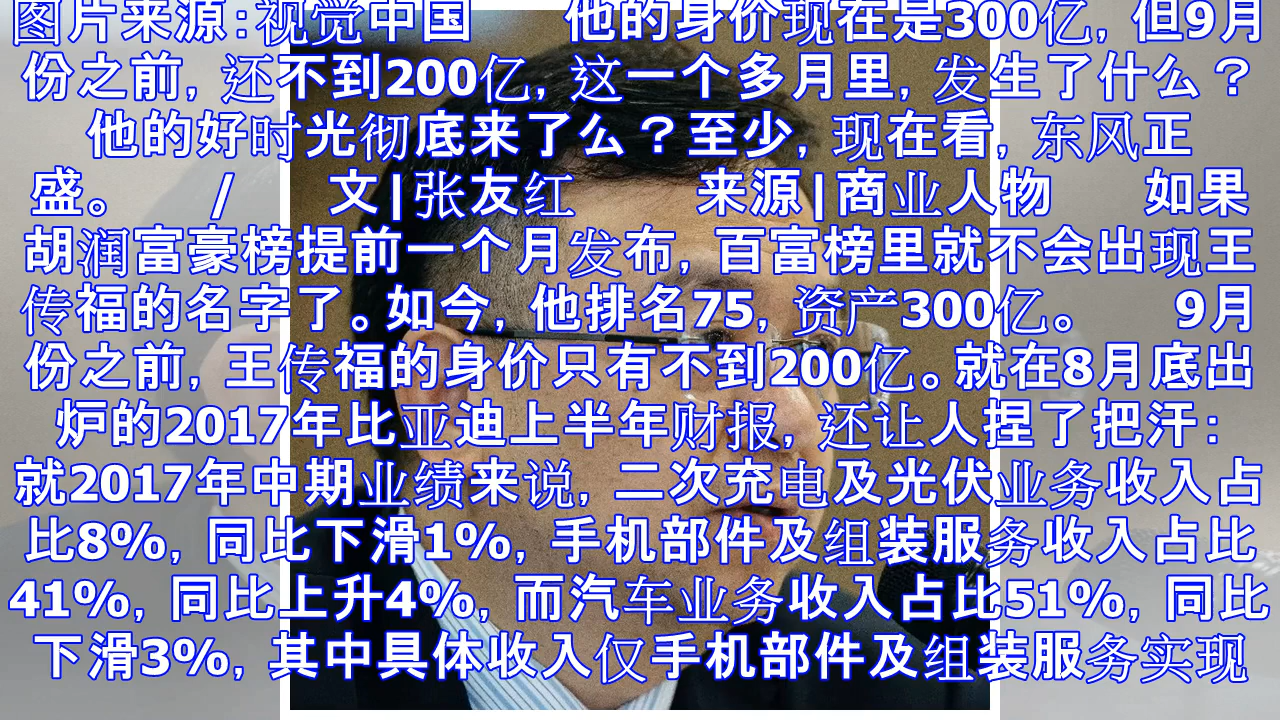 图片来源:视觉中国　　他的身价现在是300亿, 但9月
份之前, 还不到200亿, 这一个多月里, 发生了什么？
他的好时光彻底来了么？至少, 现在看, 东风正
盛。　　/　　文|张友红　　来源|商业人物　　如果
胡润富豪榜提前一个月发布, 百富榜里就不会出现王
传福的名字了。如今, 他排名75, 资产300亿。　　9月
份之前, 王传福的身价只有不到200亿。就在8月底出
炉的2017年比亚迪上半年财报, 还让人捏了把汗:
就2017年中期业绩来说, 二次充电及光伏业务收入占
比8%, 同比下滑1%, 手机部件及组装服务收入占比
41%, 同比上升4%, 而汽车业务收入占比51%, 同比
下滑3%, 其中具体收入仅手机部件及组装服务实现